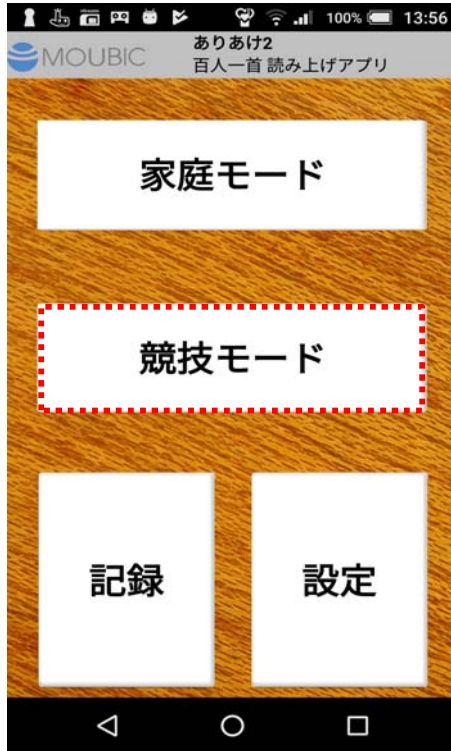 100% 13:56
MOUBIC
ありあけ2
百人一首 読み上げアプリ
家庭モード
競技モード
記録
設定